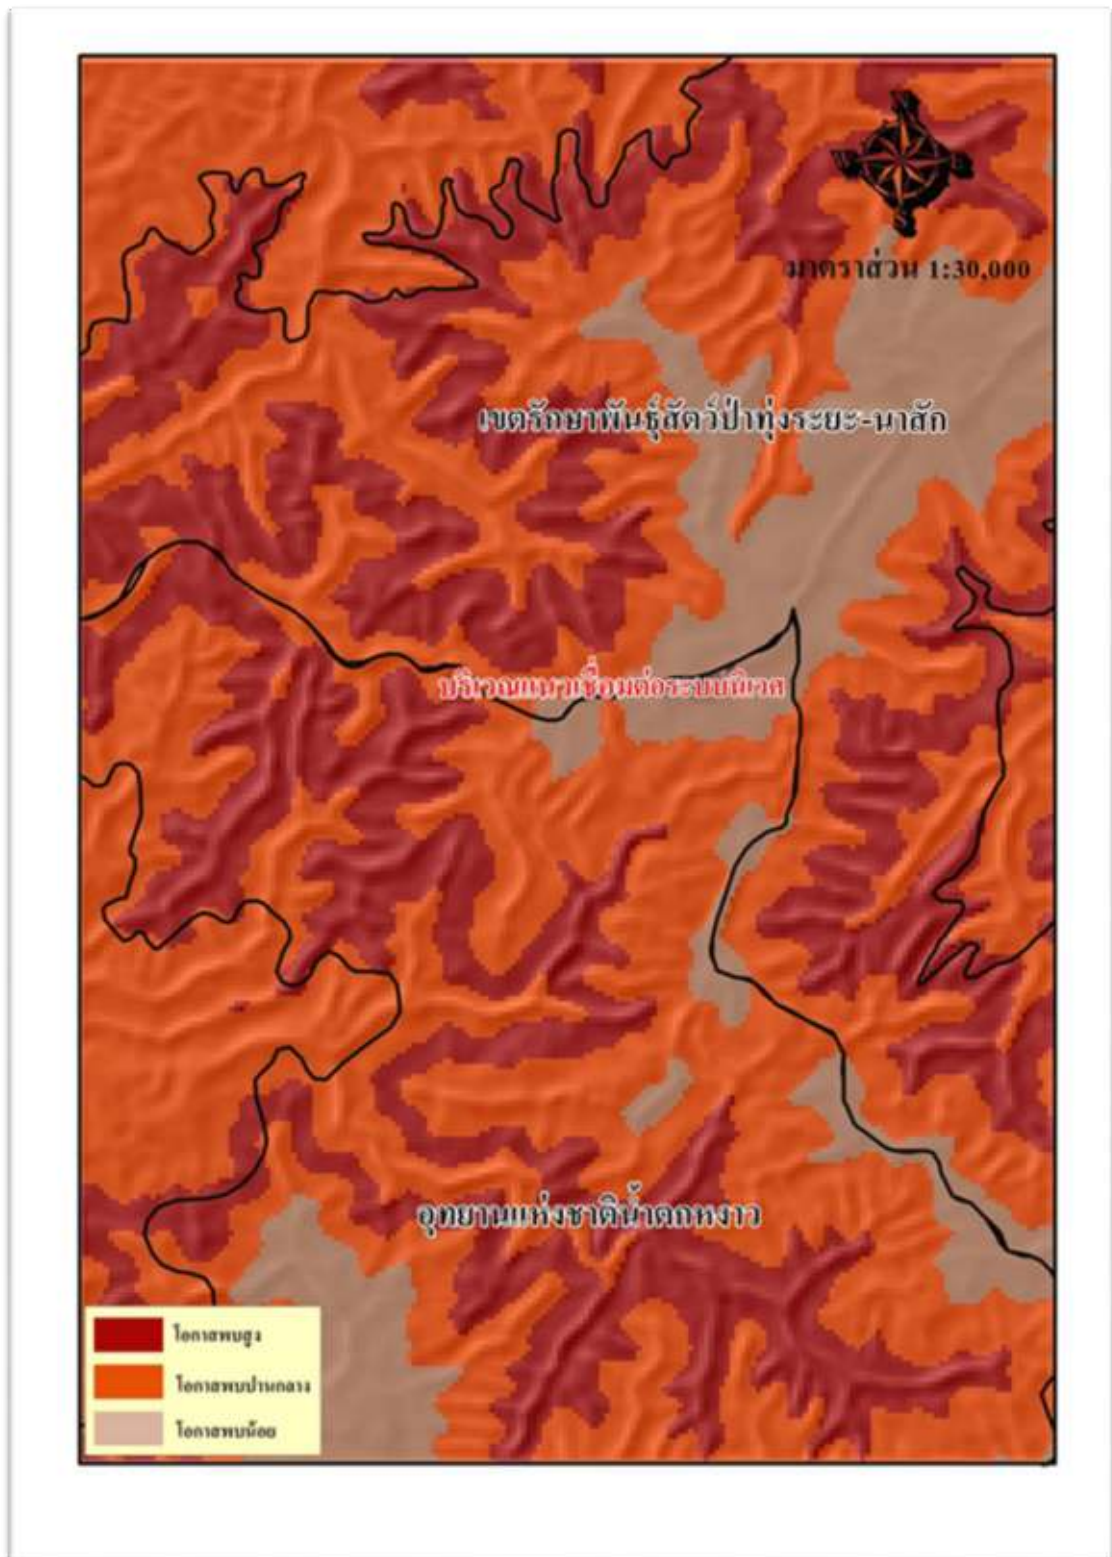 มาตราส่วน 1:30,000
เขตรักษาพันธุ์สัตว์ป่าทุ่งระยะ-นาสัก
บริเวณแนวเชื่อมต่อระบบนิเวศ
อุทยานแห่งชาติน้ำตกหงาว
โอกาสพบสูง
โอกาสพบปานกลาง
โอกาสพบน้อย